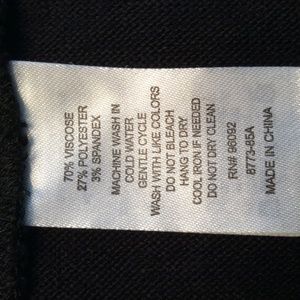 70% VISCOSE
27% POLYESTER
3% SPANDEX
MACHINE WASH IN
COLD WATER
GENTLE CYCLE
WASH WITH LIKE COLORS
DO NOT BLEACH
HANG TO DRY
COOL IRON IF NEEDED
DO NOT DRY CLEAN
RN# 96092
8773-85A
MADE IN CHINA